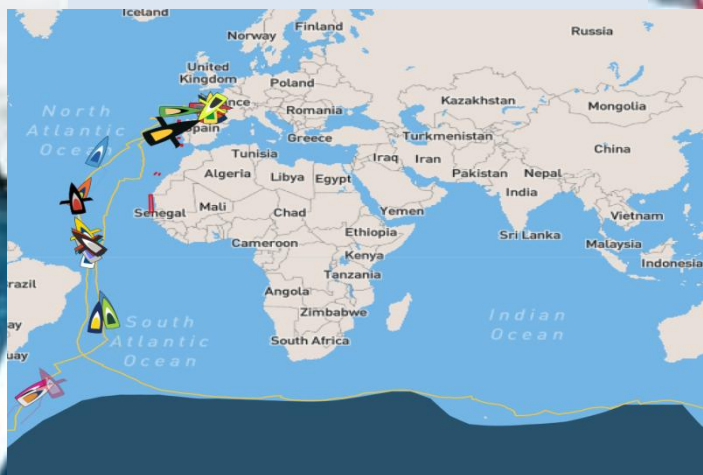 Iceland
Finland
Norway
Russia
United
Kingdom
Poland
North
Atlantic
Romania
Kazakhstan
Mongolia
Spain
Greece
Turkmenistan
China
Tunisia
Iraq
Iran
Algeria
Libya
Egypt
Pakistan
Nepal
India
Senegal
Mali
Chad
Yemen
Vietnam
Ethiopia
Sri Lanka
Cameroon
Malaysia
Kenya
Indonesia
Tanzania
Angola
South
Atlantic
Ocean
Zimbabwe
Indian
Ocean
South Africa